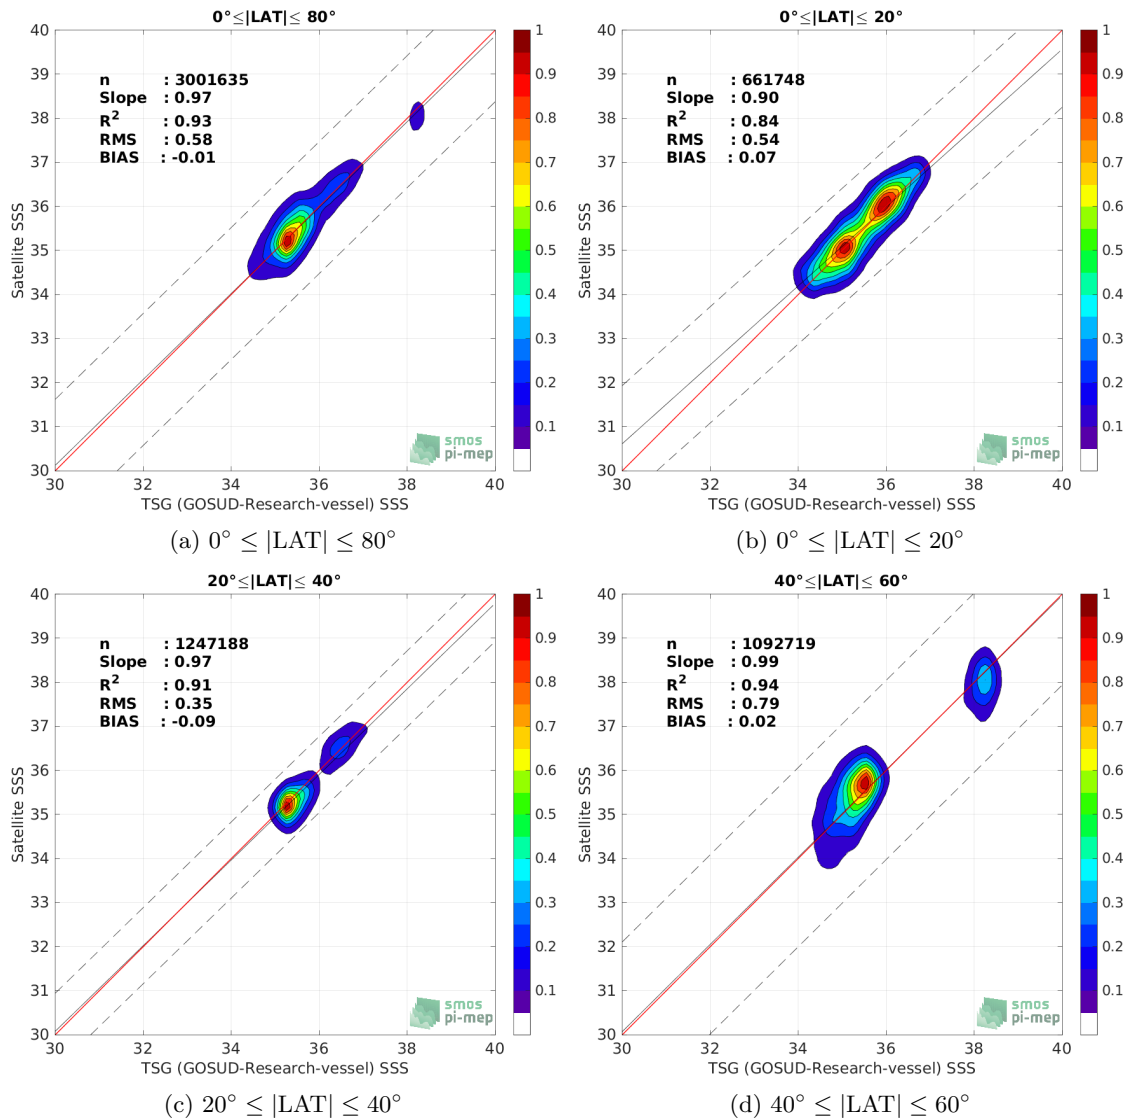 0°≤|LAT|≤ 80°
n : 3001635
Slope : 0.97
R² : 0.93
RMS : 0.58
BIAS : -0.01
40
39
38
37
36
35
34
33
32
31
30
30 32 34 36 38 40
Satellite SSS
TSG (GOSUD-Research-vessel) SSS
1
0.9
0.8
0.7
0.6
0.5
0.4
0.3
0.2
0.1
smos
pi-mep
(a) 0° ≤ |LAT| ≤ 80°
0°≤|LAT|≤ 20°
n : 661748
Slope : 0.90
R² : 0.84
RMS : 0.54
BIAS : 0.07
40
39
38
37
36
35
34
33
32
31
30
30 32 34 36 38 40
Satellite SSS
TSG (GOSUD-Research-vessel) SSS
1
0.9
0.8
0.7
0.6
0.5
0.4
0.3
0.2
0.1
smos
pi-mep
(b) 0° ≤ |LAT| ≤ 20°
20°≤|LAT|≤ 40°
n : 1247188
Slope : 0.97
R² : 0.91
RMS : 0.35
BIAS : -0.09
40
39
38
37
36
35
34
33
32
31
30
30 32 34 36 38 40
Satellite SSS
TSG (GOSUD-Research-vessel) SSS
1
0.9
0.8
0.7
0.6
0.5
0.4
0.3
0.2
0.1
smos
pi-mep
(c) 20° ≤ |LAT| ≤ 40°
40°≤|LAT|≤ 60°
n : 1092719
Slope : 0.99
R² : 0.94
RMS : 0.79
BIAS : 0.02
40
39
38
37
36
35
34
33
32
31
30
30 32 34 36 38 40
Satellite SSS
TSG (GOSUD-Research-vessel) SSS
1
0.9
0.8
0.7
0.6
0.5
0.4
0.3
0.2
0.1
smos
pi-mep
(d) 40° ≤ |LAT| ≤ 60°